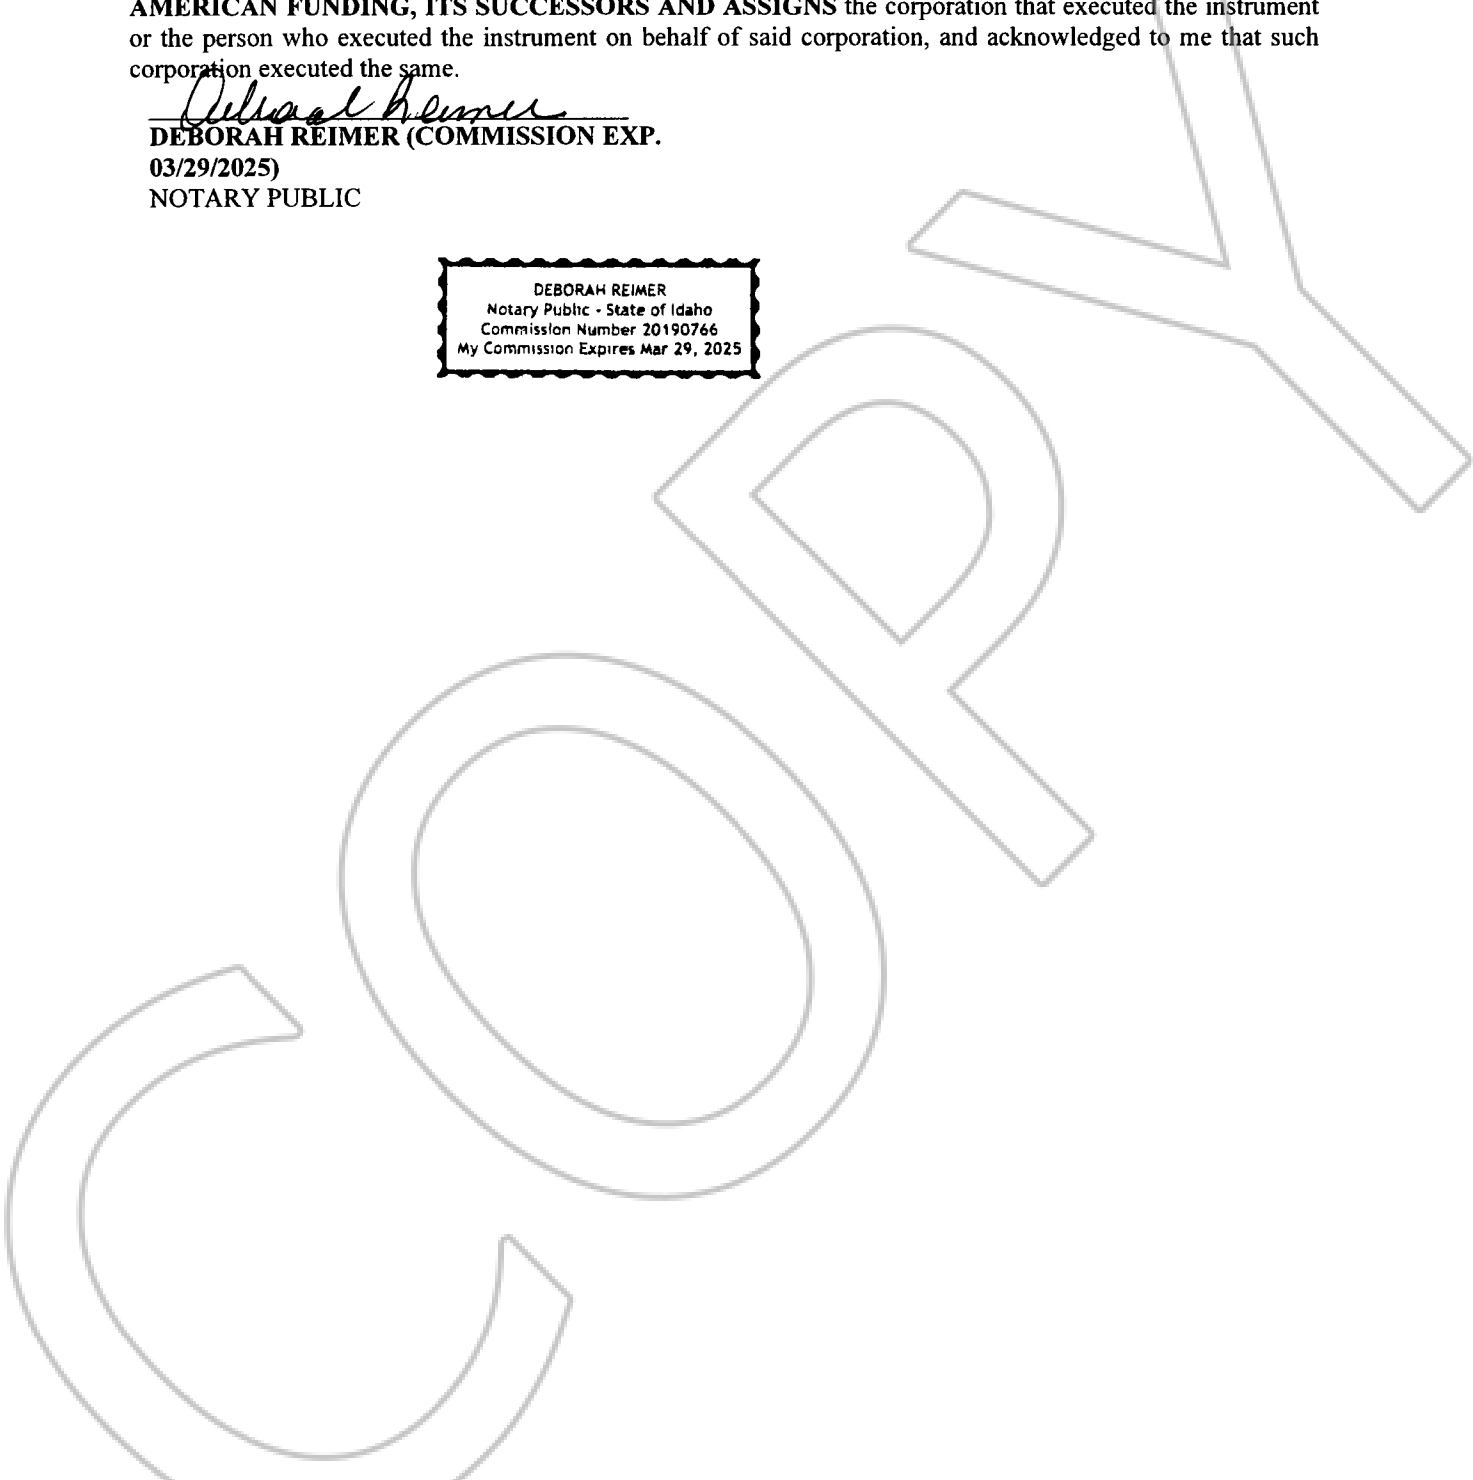 AMERICAN FUNDING, ITS SUCCESSORS AND ASSIGNS the corporation that executed the instrument
or the person who executed the instrument on behalf of said corporation, and acknowledged to me that such
corporation executed the same.
Deborah Reimer
DEBORAH REIMER (COMMISSION EXP.
03/29/2025)
NOTARY PUBLIC
DEBORAH REIMER
Notary Public - State of Idaho
Commission Number 20190766
My Commission Expires Mar 29, 2025
COPY